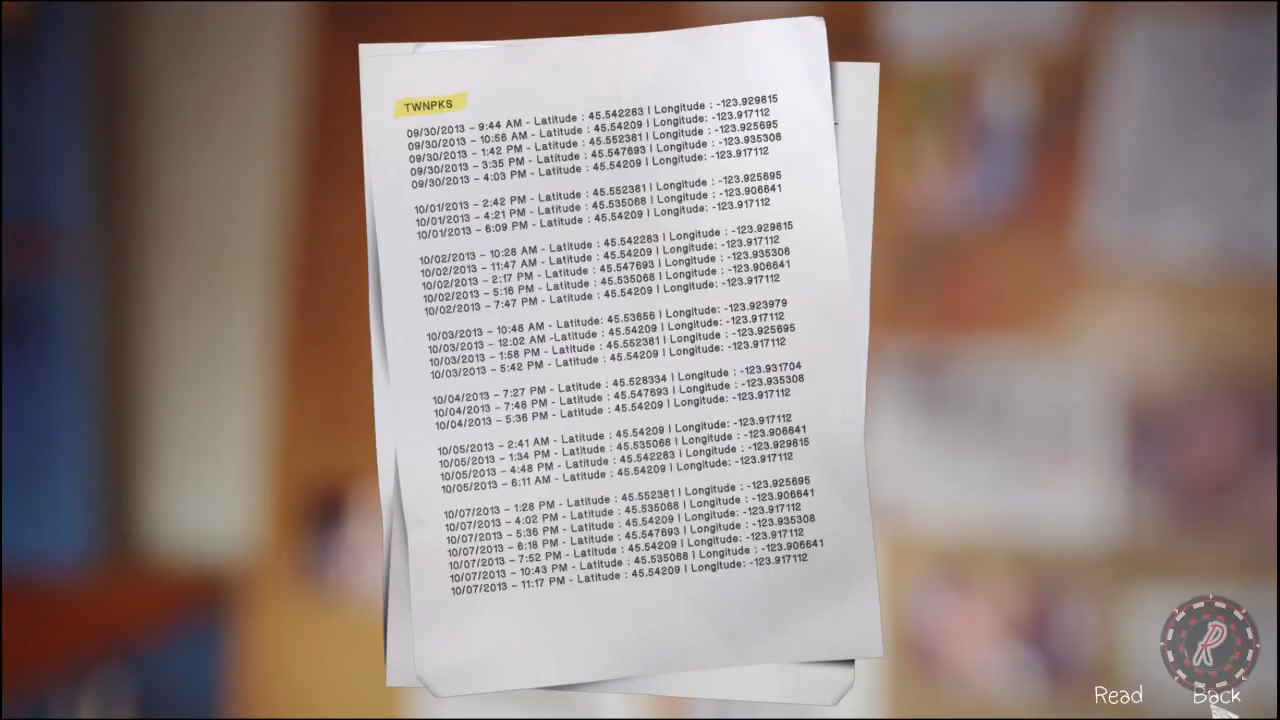 TWNPKS
09/30/2013 - 9:44 AM - Latitude : 45.542283 | Longitude : -123.929815
09/30/2013 - 10:56 AM - Latitude : 45.54209 | Longitude : -123.917112
09/30/2013 - 1:42 PM - Latitude : 45.552381 | Longitude : -123.925695
09/30/2013 - 3:35 PM - Latitude : 45.547693 | Longitude : -123.935308
09/30/2013 - 4:03 PM - Latitude : 45.54209 | Longitude: -123.917112
10/01/2013 - 2:42 PM - Latitude : 45.552381 | Longitude : -123.925695
10/01/2013 - 4:21 PM - Latitude : 45.535068 | Longitude : -123.906641
10/01/2013 - 6:09 PM - Latitude : 45.54209 | Longitude: -123.917112
10/02/2013 - 10:28 AM - Latitude : 45.542283 | Longitude : -123.929815
10/02/2013 - 11:47 AM - Latitude : 45.54209 | Longitude: -123.917112
10/02/2013 - 2:17 PM - Latitude : 45.547693 | Longitude : -123.935308
10/02/2013 - 5:16 PM - Latitude : 45.535068 | Longitude : -123.906641
10/02/2013 - 7:47 PM - Latitude : 45.54209 | Longitude: -123.917112
10/03/2013 - 10:48 AM - Latitude: 45.53656 | Longitude: -123.923979
10/03/2013 - 12:02 AM -Latitude : 45.54209 | Longitude: -123.917112
10/03/2013 - 1:58 PM - Latitude : 45.552381 | Longitude : -123.925695
10/03/2013 - 5:42 PM - Latitude : 45.54209 | Longitude: -123.917112
10/04/2013 - 7:27 PM - Latitude : 45.528334 | Longitude : -123.931704
10/04/2013 - 7:48 PM - Latitude : 45.547693 | Longitude : -123.935308
10/04/2013 - 5:36 PM - Latitude : 45.54209 | Longitude: -123.917112
10/05/2013 - 2:41 AM - Latitude : 45.54209 | Longitude: -123.917112
10/05/2013 - 1:34 PM - Latitude : 45.535068 | Longitude : -123.906641
10/05/2013 - 4:48 PM - Latitude : 45.542283 | Longitude : -123.929815
10/05/2013 - 6:11 AM - Latitude : 45.54209 | Longitude: -123.917112
10/07/2013 - 1:28 PM - Latitude : 45.552381 | Longitude : -123.925695
10/07/2013 - 4:02 PM - Latitude : 45.535068 | Longitude : -123.906641
10/07/2013 - 5:36 PM - Latitude : 45.54209 | Longitude: -123.917112
10/07/2013 - 6:18 PM - Latitude : 45.547693 | Longitude : -123.935308
10/07/2013 - 7:52 PM - Latitude : 45.54209 | Longitude: -123.917112
10/07/2013 - 10:43 PM - Latitude : 45.535068 | Longitude : -123.906641
10/07/2013 - 11:17 PM - Latitude : 45.54209 | Longitude: -123.917112
R
Read Back